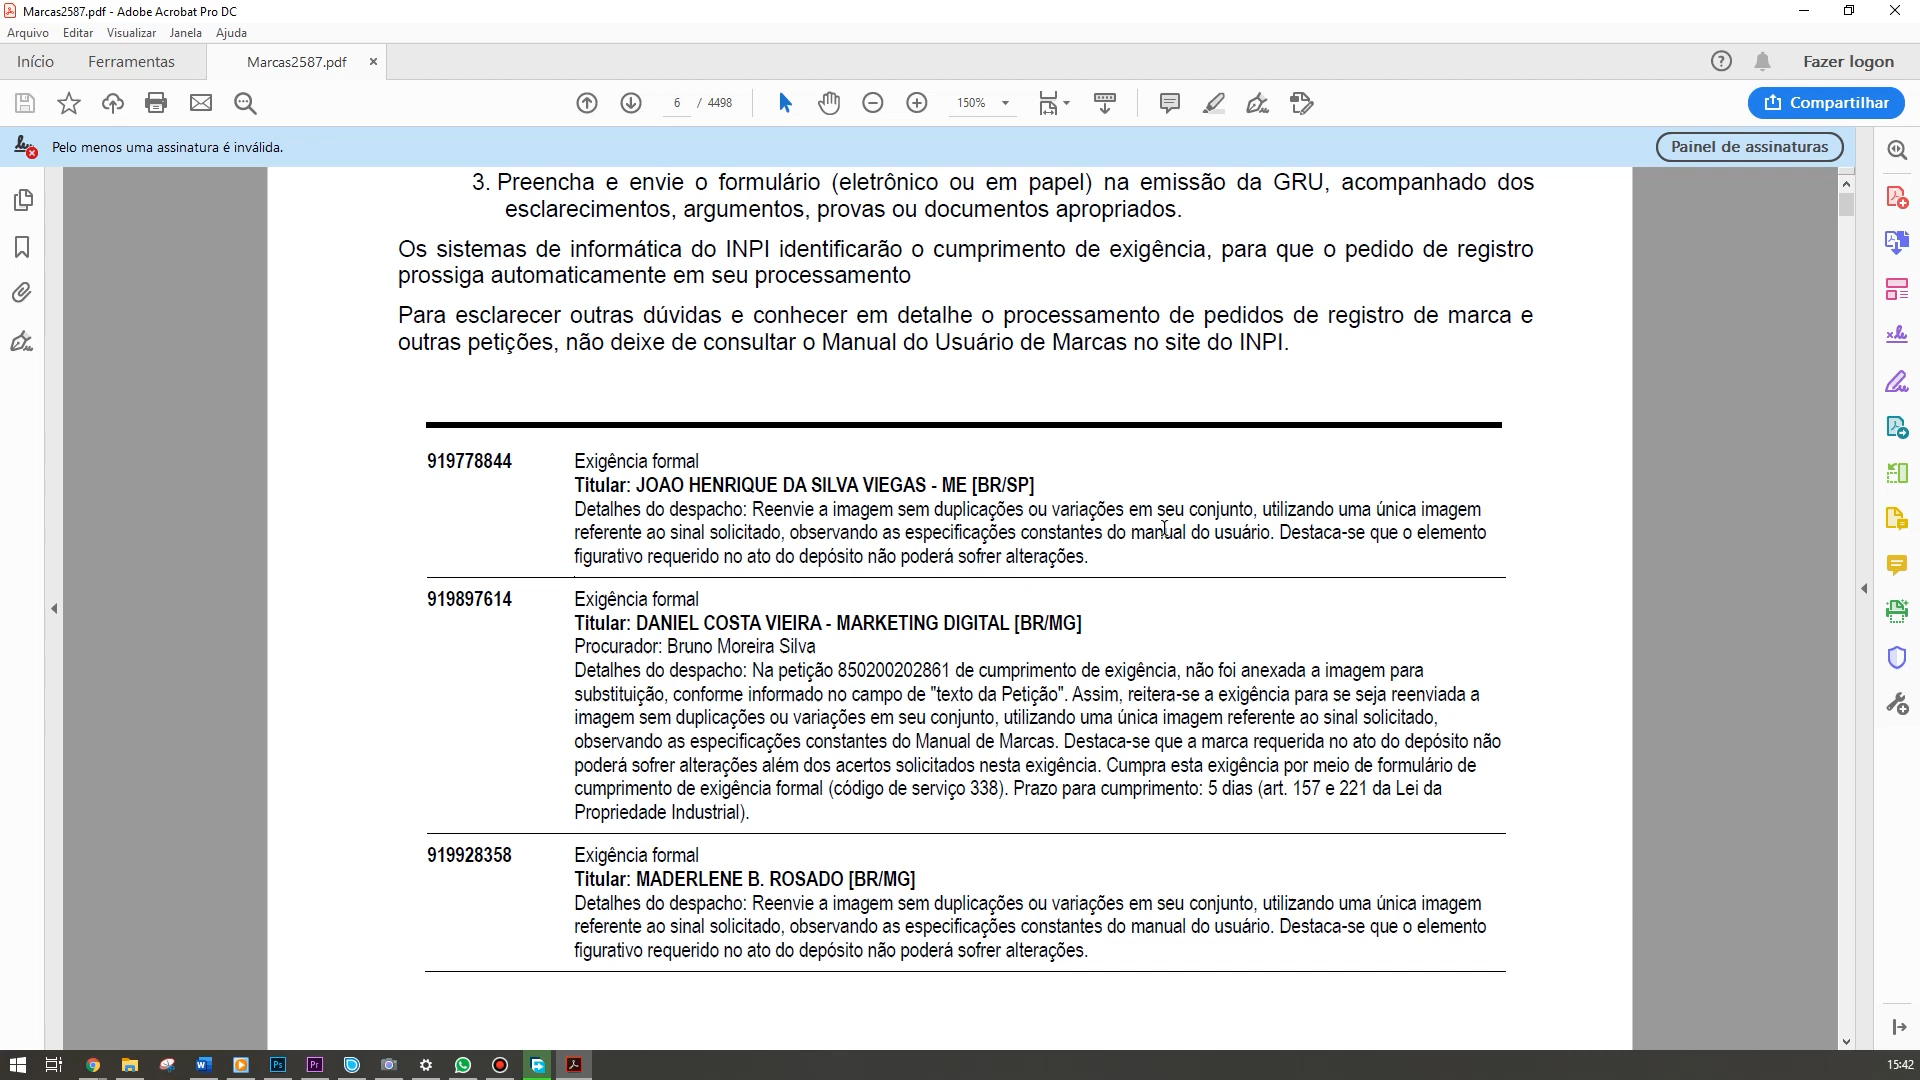 Marcas2587.pdf - Adobe Acrobat Pro DC
Arquivo Editar Visualizar Janela Ajuda
Início Ferramentas Marcas2587.pdf × Fazer logon
6 / 4498 150% Compartilhar
Pelo menos uma assinatura é inválida. Painel de assinaturas
3. Preencha e envie o formulário (eletrônico ou em papel) na emissão da GRU, acompanhado dos
esclarecimentos, argumentos, provas ou documentos apropriados.
Os sistemas de informática do INPI identificarão o cumprimento de exigência, para que o pedido de registro
prossiga automaticamente em seu processamento
Para esclarecer outras dúvidas e conhecer em detalhe o processamento de pedidos de registro de marca e
outras petições, não deixe de consultar o Manual do Usuário de Marcas no site do INPI.
919778844 Exigência formal
Titular: JOAO HENRIQUE DA SILVA VIEGAS - ME [BR/SP]
Detalhes do despacho: Reenvie a imagem sem duplicações ou variações em seu conjunto, utilizando uma única imagem
referente ao sinal solicitado, observando as especificações constantes do manual do usuário. Destaca-se que o elemento
figurativo requerido no ato do depósito não poderá sofrer alterações.
919897614 Exigência formal
Titular: DANIEL COSTA VIEIRA - MARKETING DIGITAL [BR/MG]
Procurador: Bruno Moreira Silva
Detalhes do despacho: Na petição 850200202861 de cumprimento de exigência, não foi anexada a imagem para
substituição, conforme informado no campo de "texto da Petição". Assim, reitera-se a exigência para se seja reenviada a
imagem sem duplicações ou variações em seu conjunto, utilizando uma única imagem referente ao sinal solicitado,
observando as especificações constantes do Manual de Marcas. Destaca-se que a marca requerida no ato do depósito não
poderá sofrer alterações além dos acertos solicitados nesta exigência. Cumpra esta exigência por meio de formulário de
cumprimento de exigência formal (código de serviço 338). Prazo para cumprimento: 5 dias (art. 157 e 221 da Lei da
Propriedade Industrial).
919928358 Exigência formal
Titular: MADERLENE B. ROSADO [BR/MG]
Detalhes do despacho: Reenvie a imagem sem duplicações ou variações em seu conjunto, utilizando uma única imagem
referente ao sinal solicitado, observando as especificações constantes do manual do usuário. Destaca-se que o elemento
figurativo requerido no ato do depósito não poderá sofrer alterações.
15:42